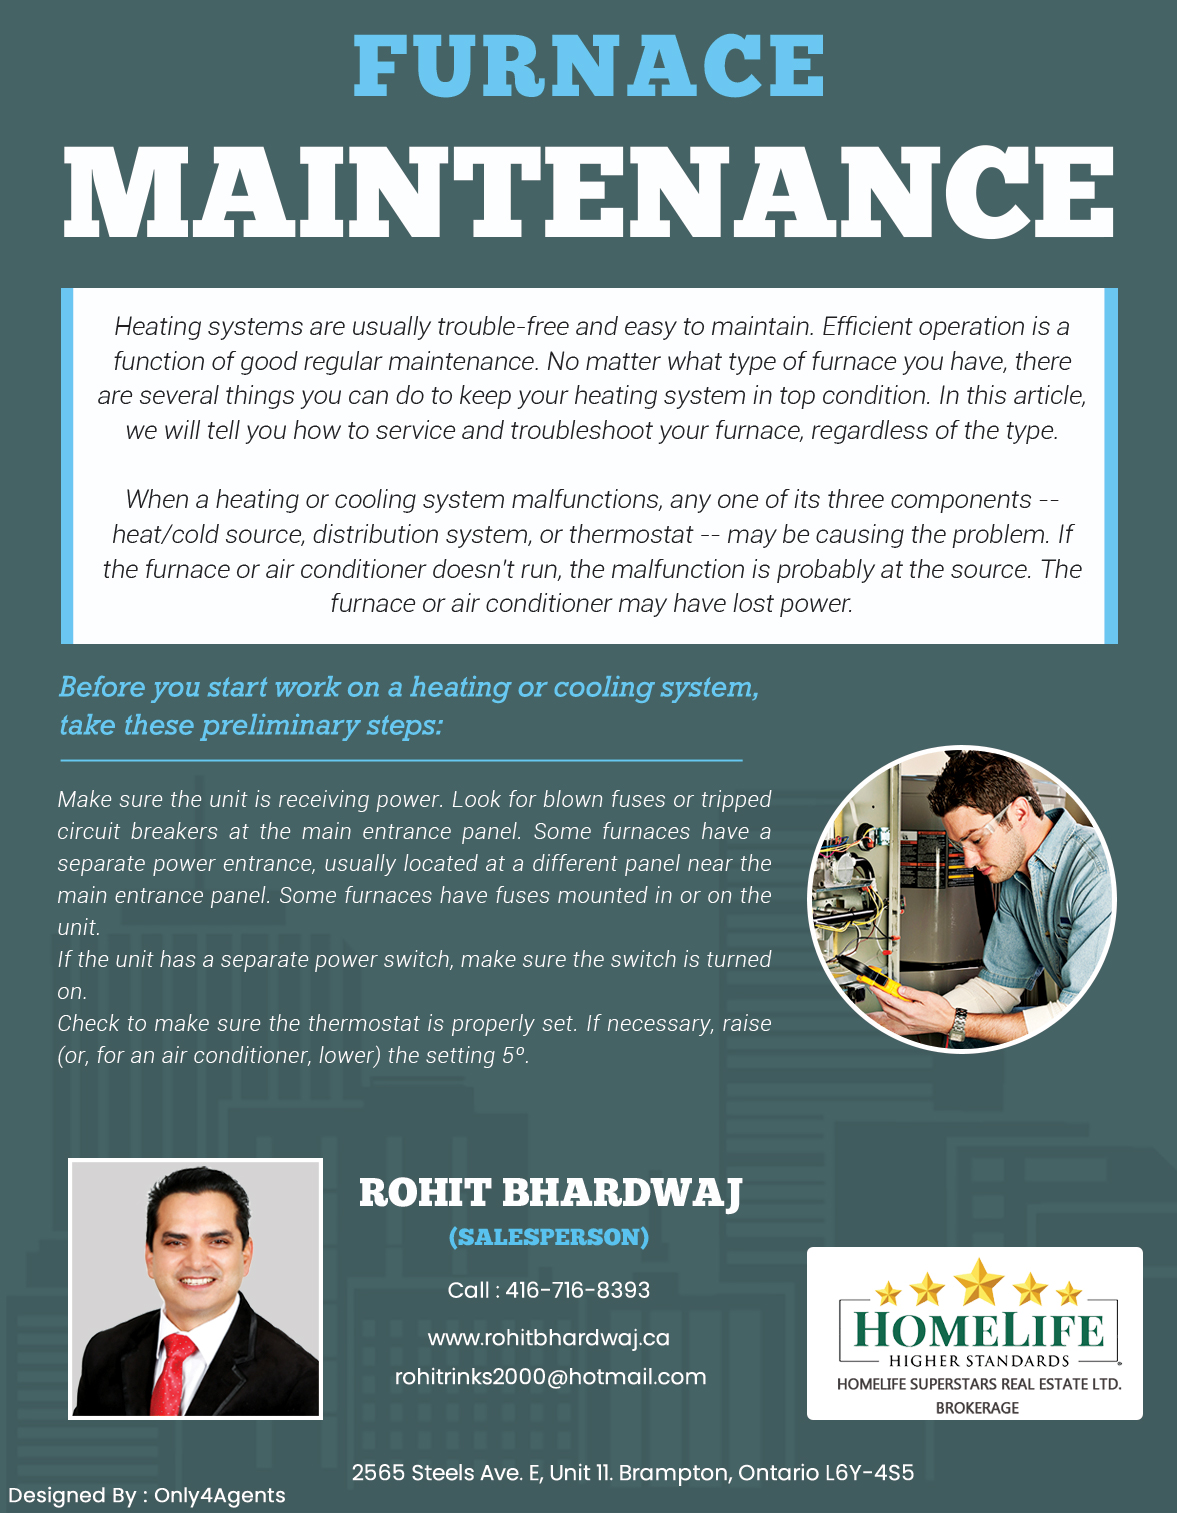 FURNACE
MAINTENANCE
Heating systems are usually trouble-free and easy to maintain. Efficient operation is a
function of good regular maintenance. No matter what type of furnace you have, there
are several things you can do to keep your heating system in top condition. In this article,
we will tell you how to service and troubleshoot your furnace, regardless of the type.
When a heating or cooling system malfunctions, any one of its three components --
heat/cold source, distribution system, or thermostat -- may be causing the problem. If
the furnace or air conditioner doesn't run, the malfunction is probably at the source. The
furnace or air conditioner may have lost power.
Before you start work on a heating or cooling system,
take these preliminary steps:
Make sure the unit is receiving power. Look for blown fuses or tripped
circuit breakers at the main entrance panel. Some furnaces have a
separate power entrance, usually located at a different panel near the
main entrance panel. Some furnaces have fuses mounted in or on the
unit.
If the unit has a separate power switch, make sure the switch is turned
on.
Check to make sure the thermostat is properly set. If necessary, raise
(or, for an air conditioner, lower) the setting 5º.
ROHIT BHARDWAJ
(SALESPERSON)
Call : 416-716-8393
www.rohitbhardwaj.ca
rohitrinks2000@hotmail.com
HOMELIFE
HIGHER STANDARDS
HOMELIFE SUPERSTARS REAL ESTATE LTD.
BROKERAGE
2565 Steels Ave. E, Unit 11. Brampton, Ontario L6Y-4S5
Designed By : Only4Agents